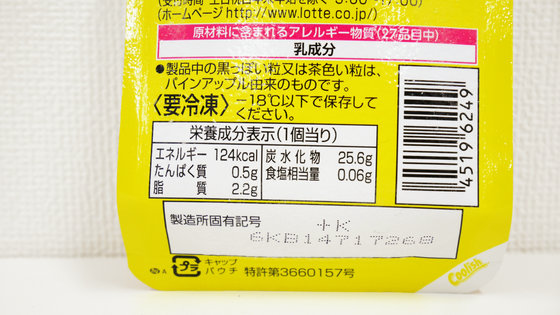 (ホームページ http://www.lotte.co.jp/)
原材料に含まれるアレルギー物質(27品目中)
乳成分
●製品中の黒っぽい粒又は茶色い粒は、
パインアップル由来のものです。
〈要冷凍〉-18℃以下で保存して
ください。
栄養成分表示(1個当り)
エネルギー 124kcal 炭水化物 25.6g
たんぱく質 0.5g 食塩相当量 0.06g
脂質 2.2g
4519 6249
製造所固有記号
+K
6KB14717268
プラ
キャップ
パウチ
特許第3660157号
Coolish